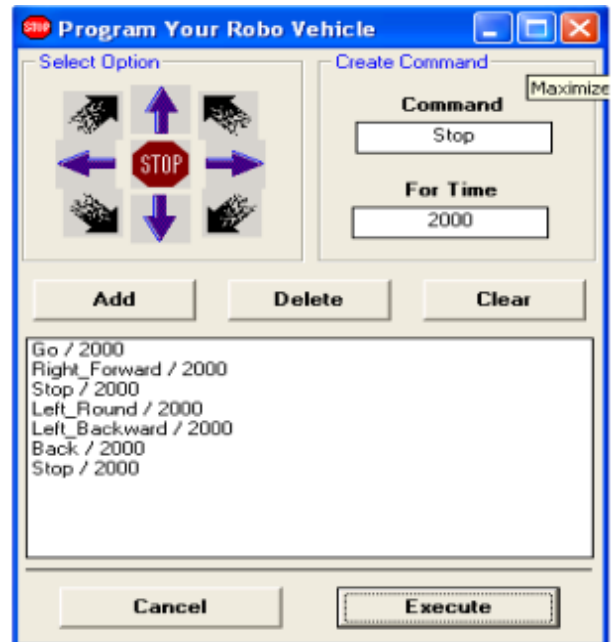 Program Your Robo Vehicle
Select Option
Create Command
Maximize
Command
STOP
Stop
For Time
2000
Add Delete Clear
Go / 2000
Right_Forward / 2000
Stop / 2000
Left_Round / 2000
Left_Backward / 2000
Back / 2000
Stop / 2000
Cancel Execute